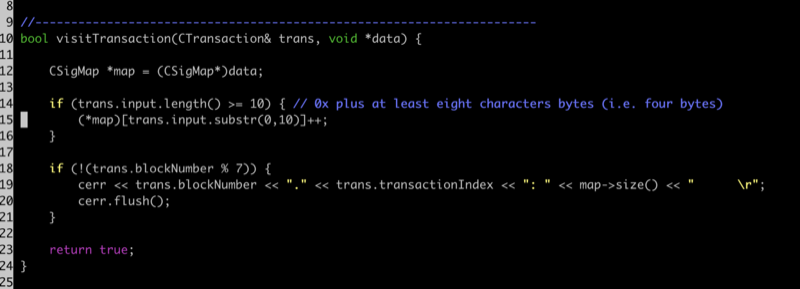 8
9 //----------------------------------------------------------------------
10 bool visitTransaction(CTransaction& trans, void *data) {
11
12     CSigMap *map = (CSigMap*)data;
13
14     if (trans.input.length() >= 10) { // 0x plus at least eight characters bytes (i.e. four bytes)
15         (*map)[trans.input.substr(0,10)]++;
16     }
17
18     if (!(trans.blockNumber % 7)) {
19         cerr << trans.blockNumber << "." << trans.transactionIndex << ": " << map->size() << "      \r";
20         cerr.flush();
21     }
22
23     return true;
24 }
25